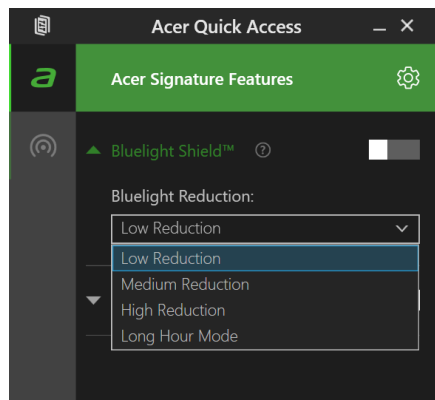 Acer Quick Access
a
Acer Signature Features
Bluelight Shield™ ?
Bluelight Reduction:
Low Reduction
Low Reduction
Medium Reduction
High Reduction
Long Hour Mode